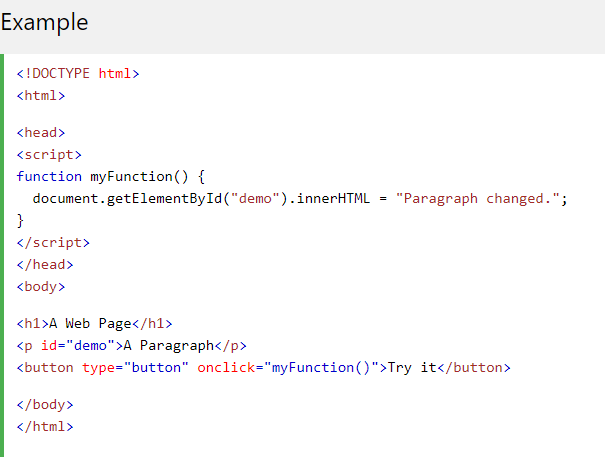 Example
<!DOCTYPE html>
<html>
<head>
<script>
function myFunction() {
  document.getElementById("demo").innerHTML = "Paragraph changed.";
}
</script>
</head>
<body>
<h1>A Web Page</h1>
<p id="demo">A Paragraph</p>
<button type="button" onclick="myFunction()">Try it</button>
</body>
</html>